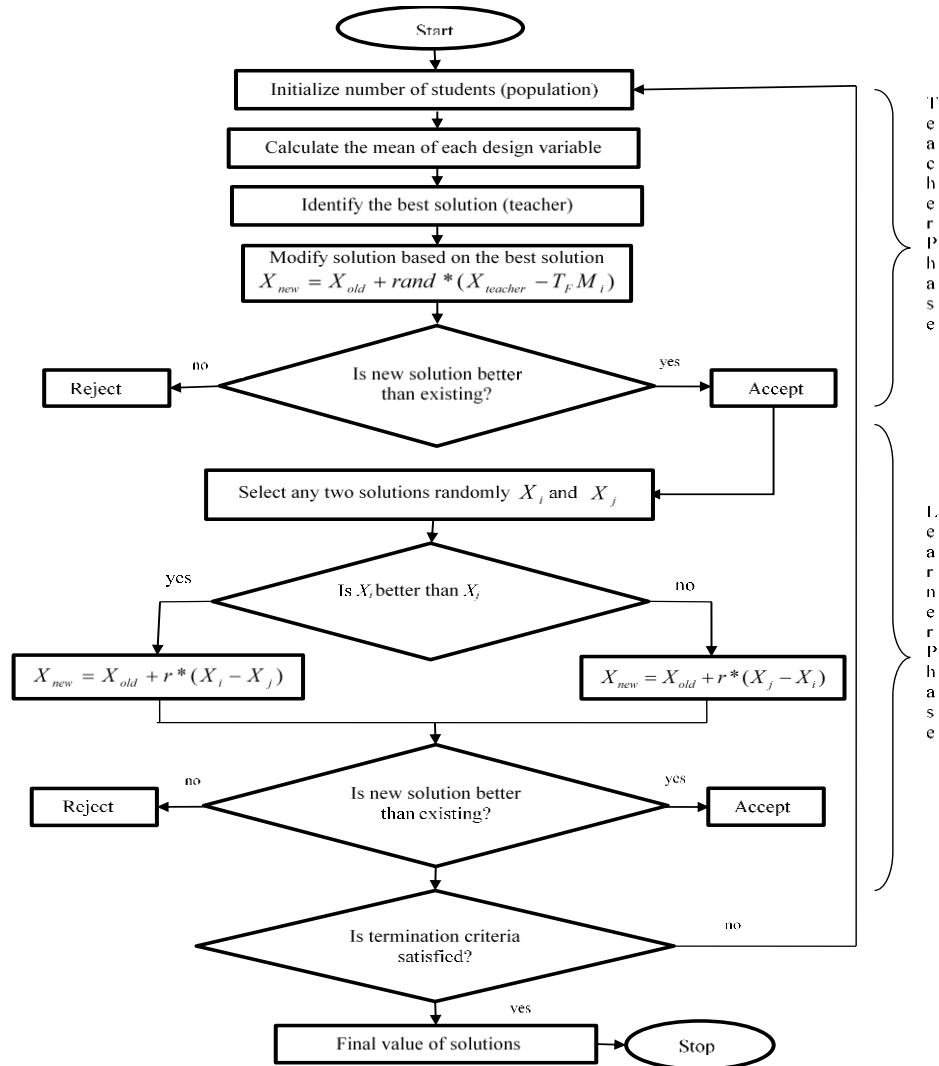 Start
Initialize number of students (population)
Calculate the mean of each design variable
Identify the best solution (teacher)
Modify solution based on the best solution
X_new = X_old + rand * (X_teacher − T_F M_i)
no
yes
Is new solution better
than existing?
Reject
Accept
Teacher Phase
Select any two solutions randomly X_i and X_j
yes
no
Is X_i better than X_i
X_new = X_old + r * (X_i − X_j)
X_new = X_old + r * (X_j − X_i)
Learner Phase
no
yes
Is new solution better
than existing?
Reject
Accept
no
Is termination criteria
satisfied?
yes
Final value of solutions
Stop